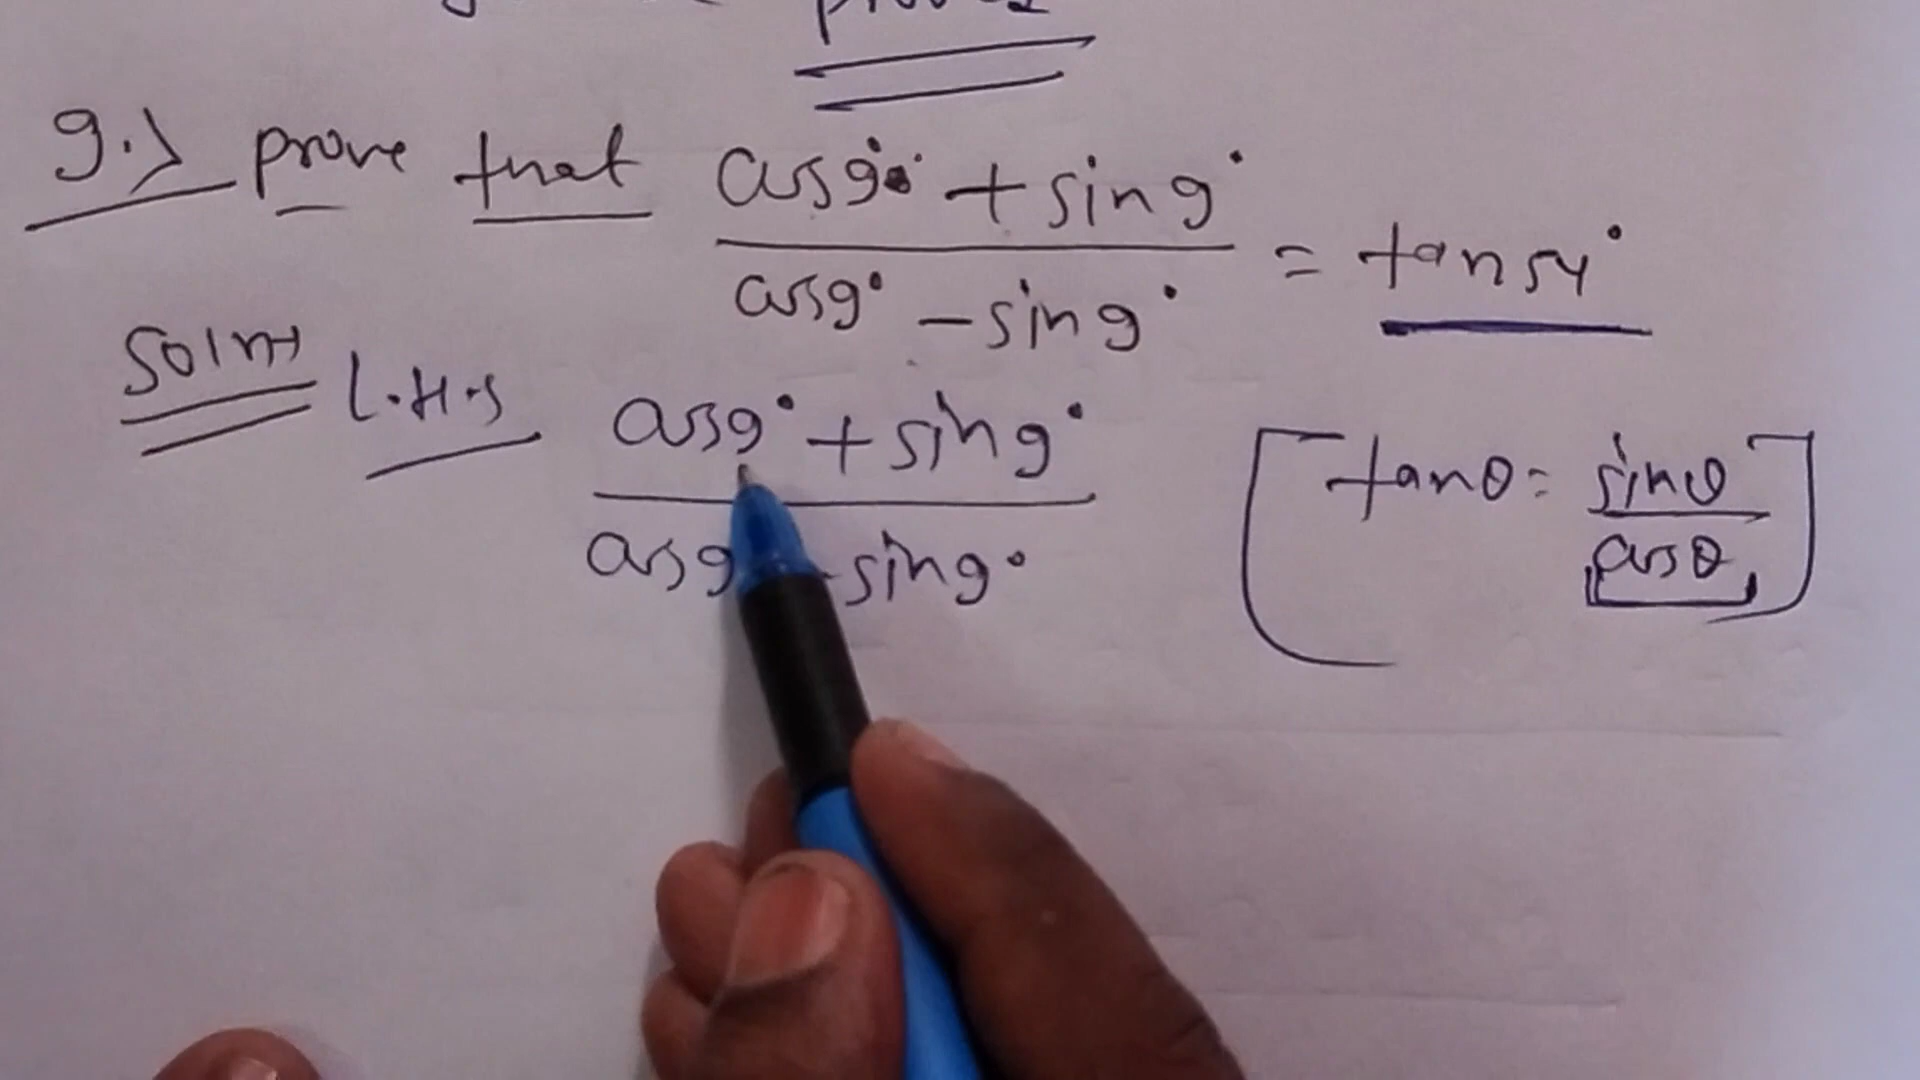 9.> prove that cos9° + sin9° / cos9° - sin9° = tan54°
Soln L.H.S cos9° + sin9° / cos9 - sin9°
[tanθ = sinθ / cosθ]